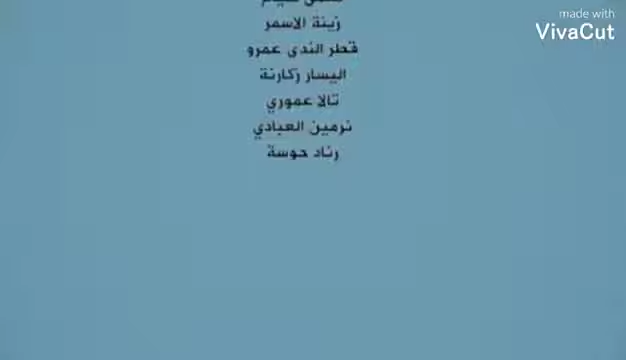 made with
VivaCut
زينة الاسمر
قطر الندى عمرو
اليسار زكارنة
تالا عموري
نرمين العبادي
رناد حوسة